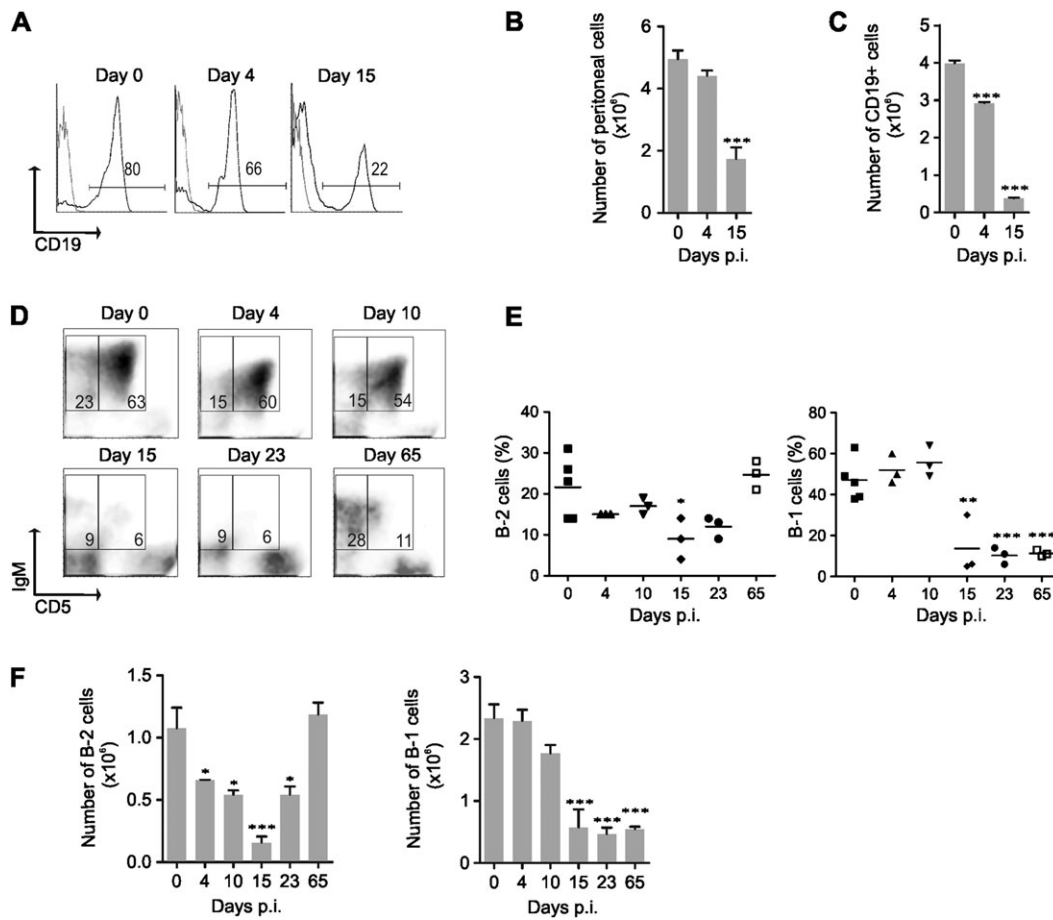 A
Day 0
Day 4
Day 15
80
66
22
CD19
B
Number of peritoneal cells
(x10⁶)
6
4
2
0
***
0 4 15
Days p.i.
C
Number of CD19+ cells
(x10⁶)
5
4
3
2
1
0
***
***
0 4 15
Days p.i.
D
Day 0
Day 4
Day 10
23 63
15 60
15 54
Day 15
Day 23
Day 65
9 6
9 6
28 11
IgM
CD5
E
B-2 cells (%)
40
30
20
10
0
*
0 4 10 15 23 65
Days p.i.
B-1 cells (%)
80
60
40
20
0
**
***
***
0 4 10 15 23 65
Days p.i.
F
Number of B-2 cells
(x10⁶)
1.5
1.0
0.5
0.0
*
*
***
*
0 4 10 15 23 65
Days p.i.
Number of B-1 cells
(x10⁶)
3
2
1
0
***
***
***
0 4 10 15 23 65
Days p.i.